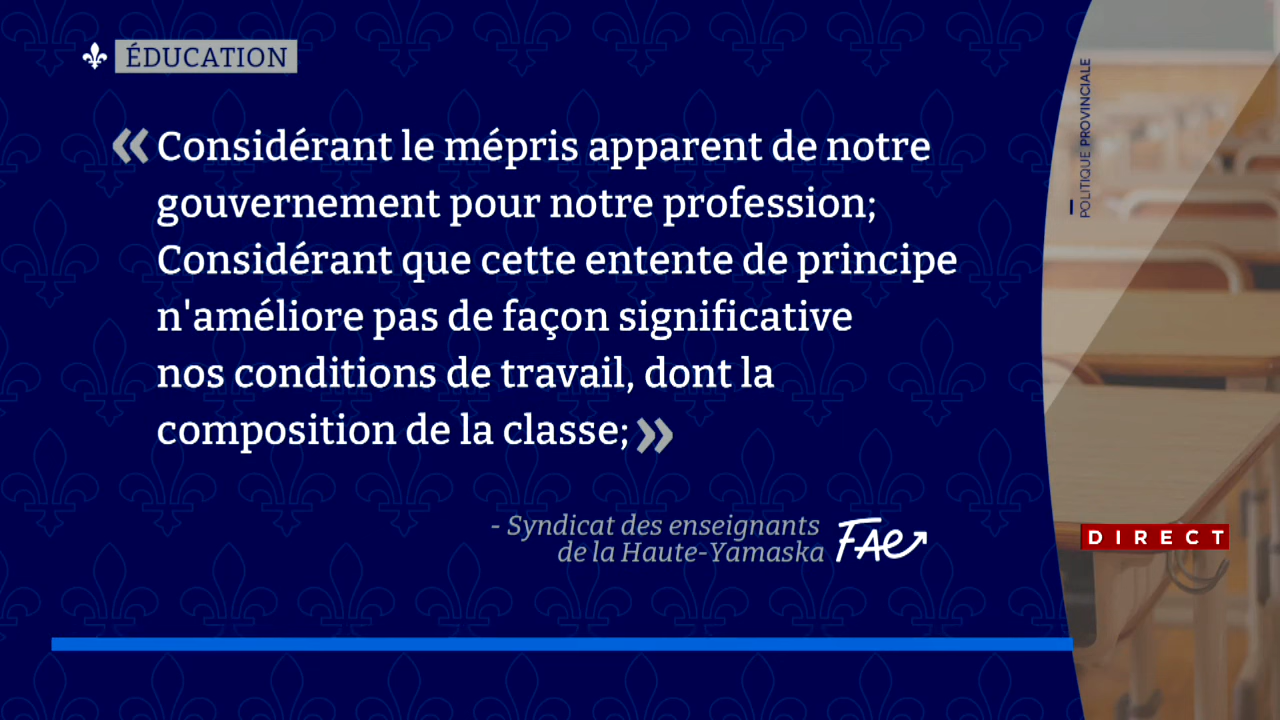 ÉDUCATION
POLITIQUE PROVINCIALE
« Considérant le mépris apparent de notre
gouvernement pour notre profession;
Considérant que cette entente de principe
n'améliore pas de façon significative
nos conditions de travail, dont la
composition de la classe; »
- Syndicat des enseignants
de la Haute-Yamaska
FAE
DIRECT